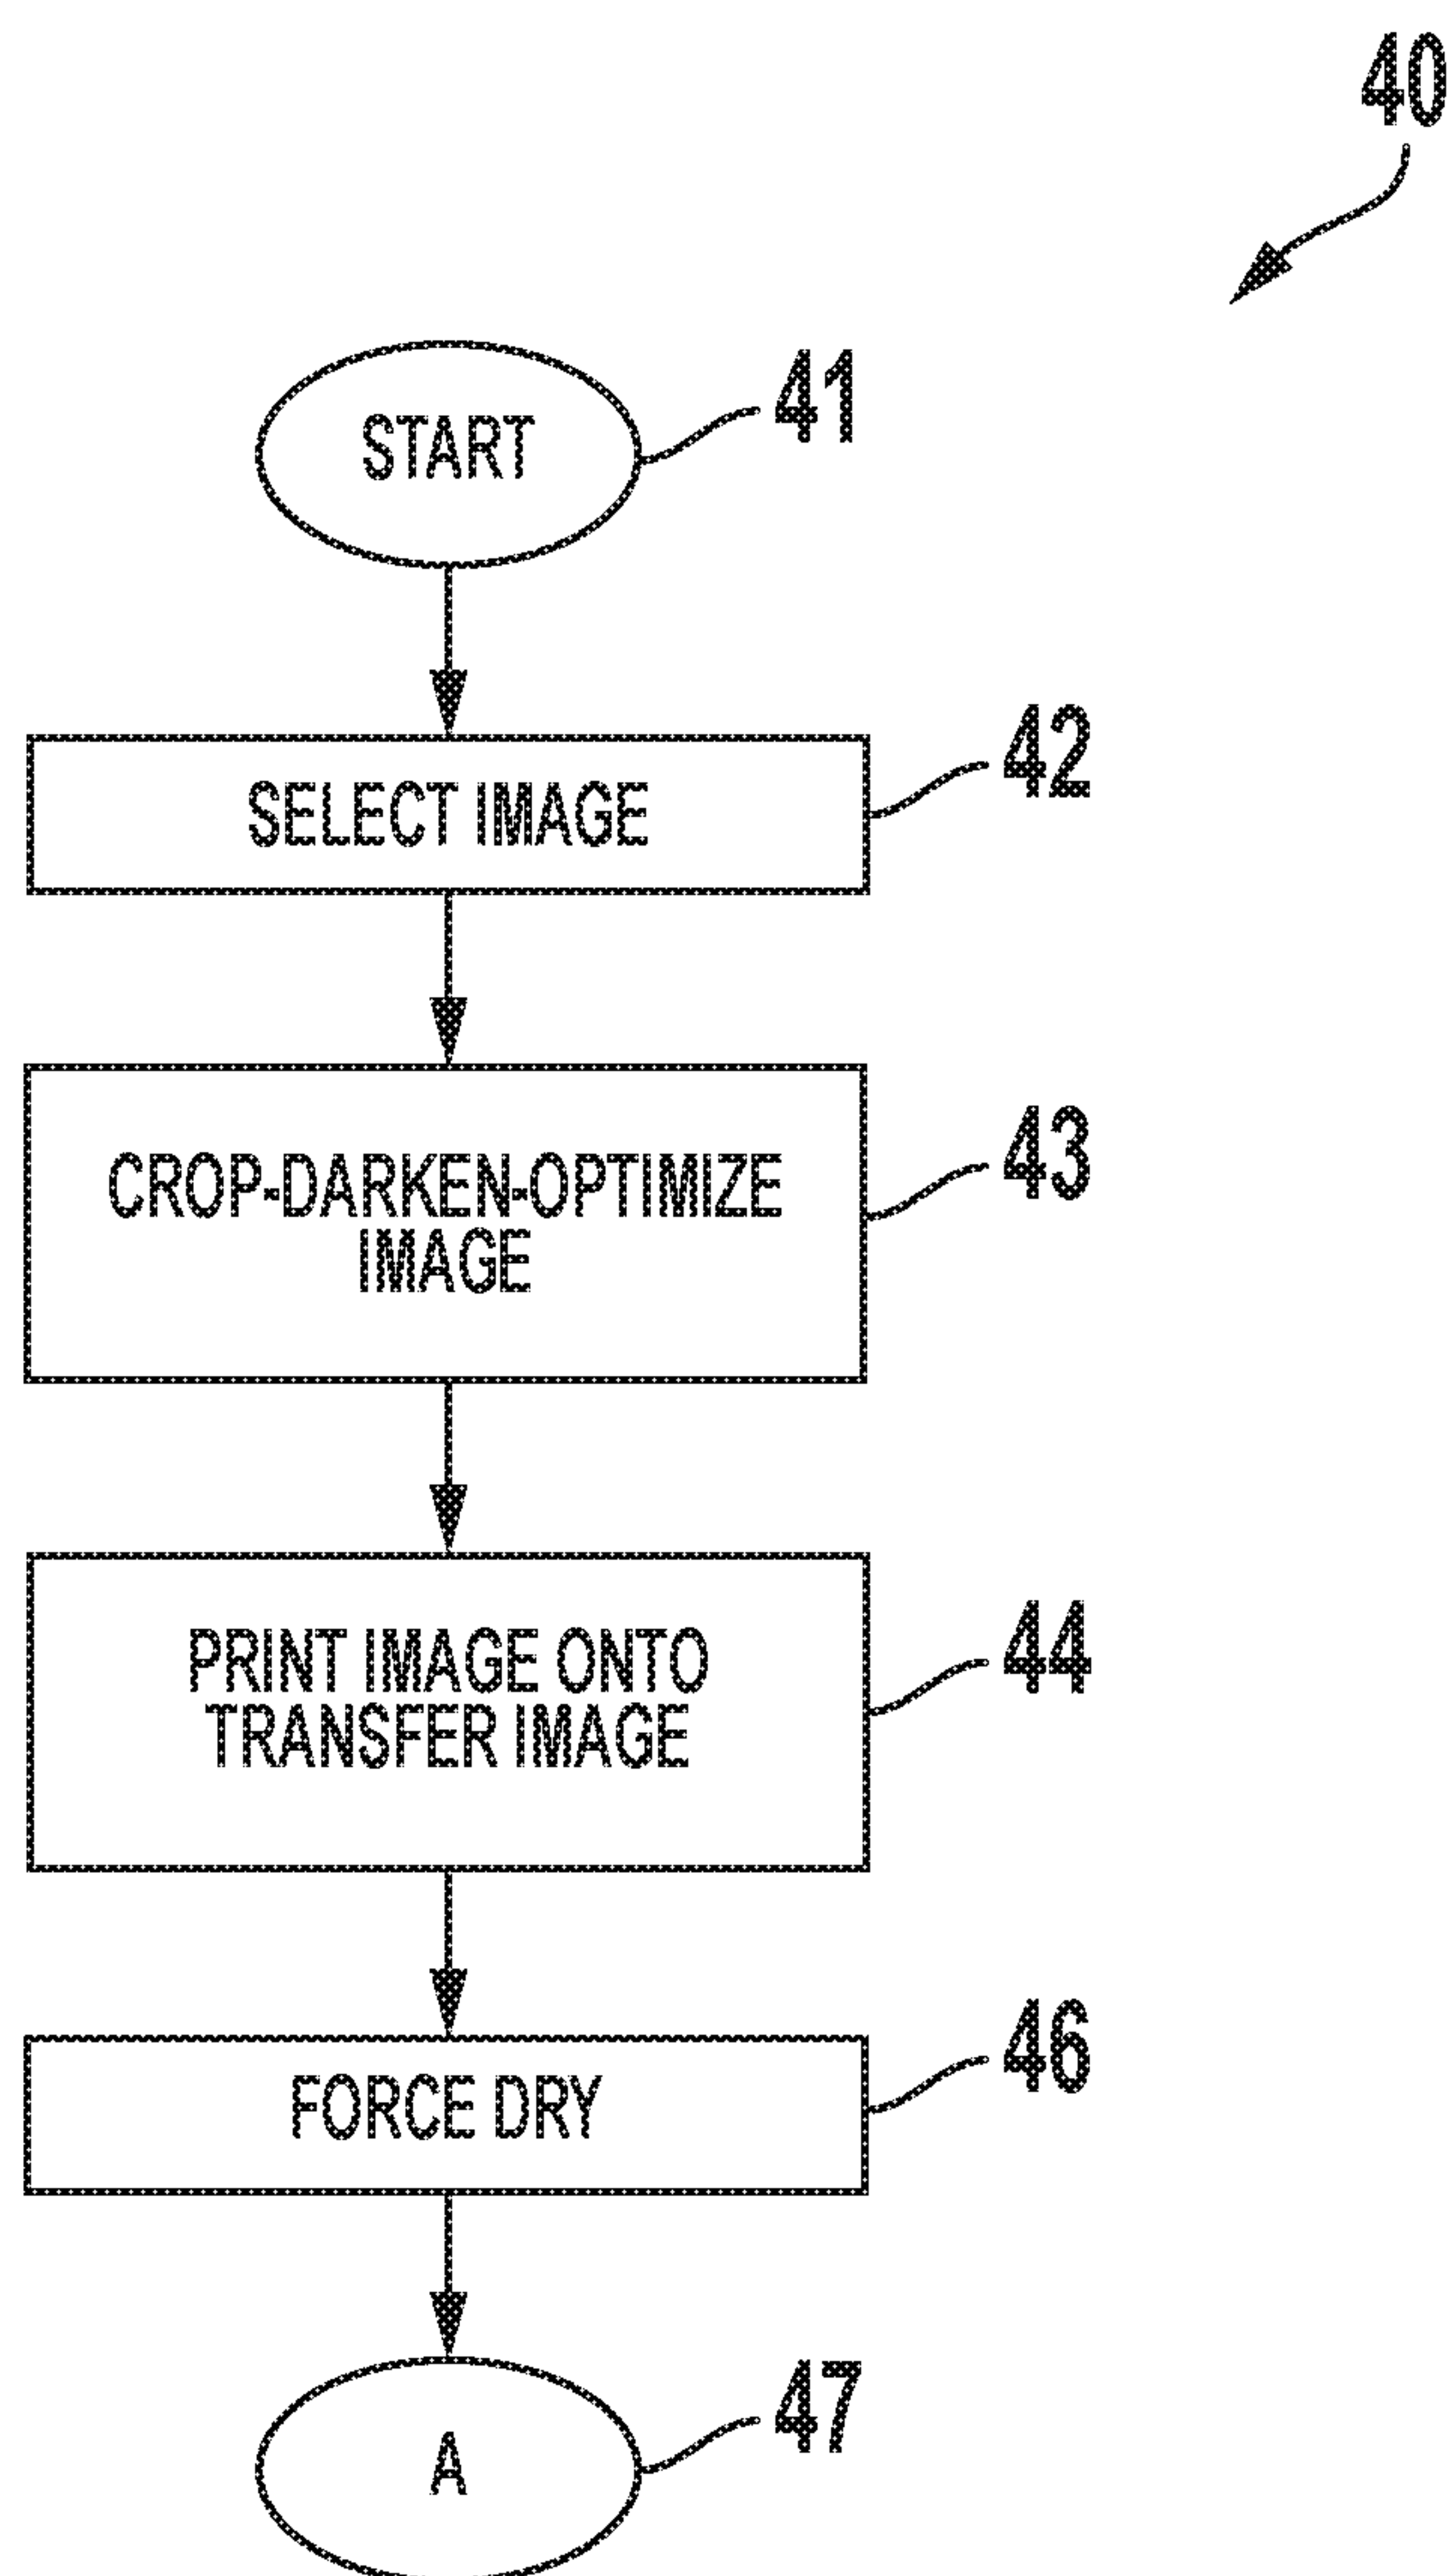 40
START
41
SELECT IMAGE
42
CROP-DARKEN-OPTIMIZE
IMAGE
43
PRINT IMAGE ONTO
TRANSFER IMAGE
44
FORCE DRY
46
A
47